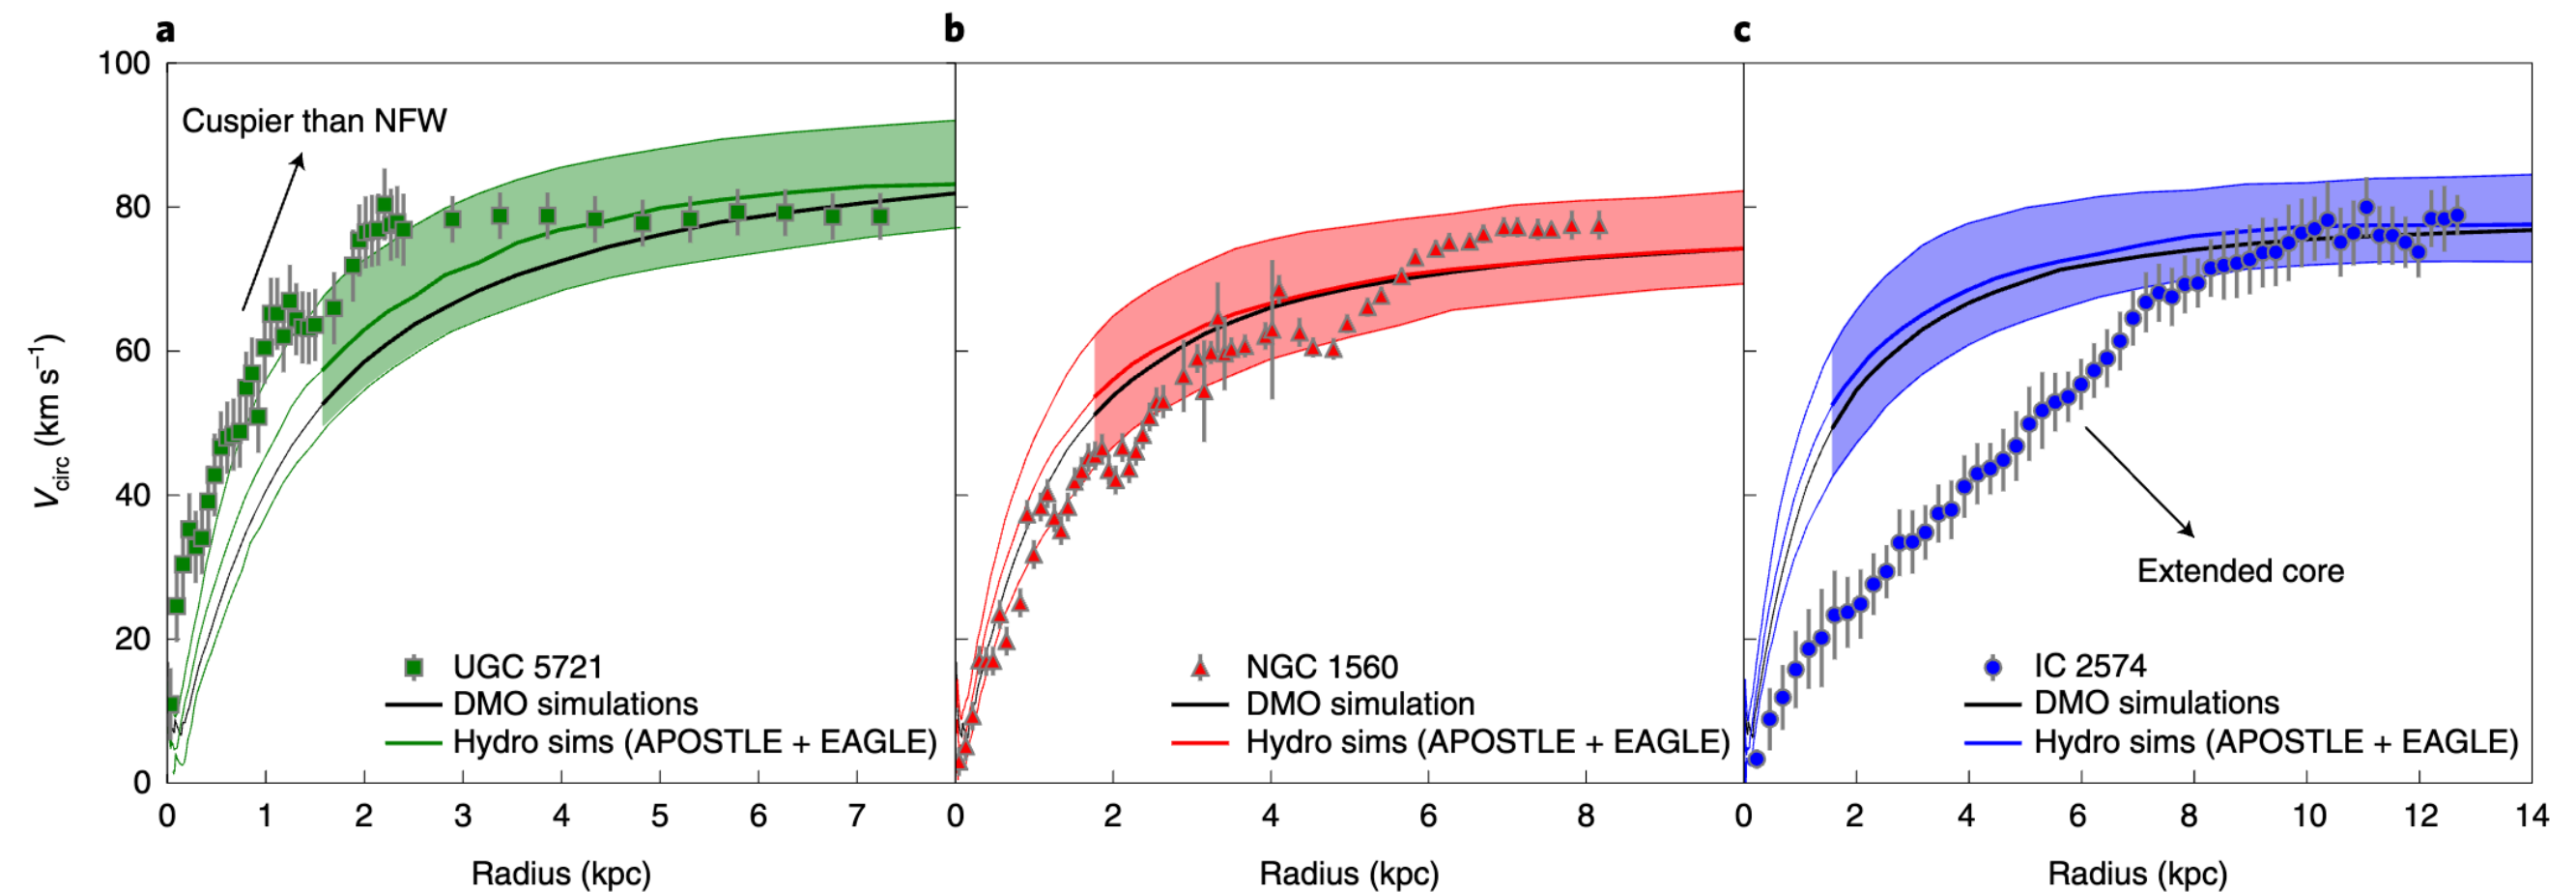 a
b
c
100
80
60
40
20
0
V_circ (km s⁻¹)
Cuspier than NFW
UGC 5721
DMO simulations
Hydro sims (APOSTLE + EAGLE)
0 1 2 3 4 5 6 7
Radius (kpc)
NGC 1560
DMO simulation
Hydro sims (APOSTLE + EAGLE)
0 2 4 6 8
Radius (kpc)
Extended core
IC 2574
DMO simulations
Hydro sims (APOSTLE + EAGLE)
0 2 4 6 8 10 12 14
Radius (kpc)